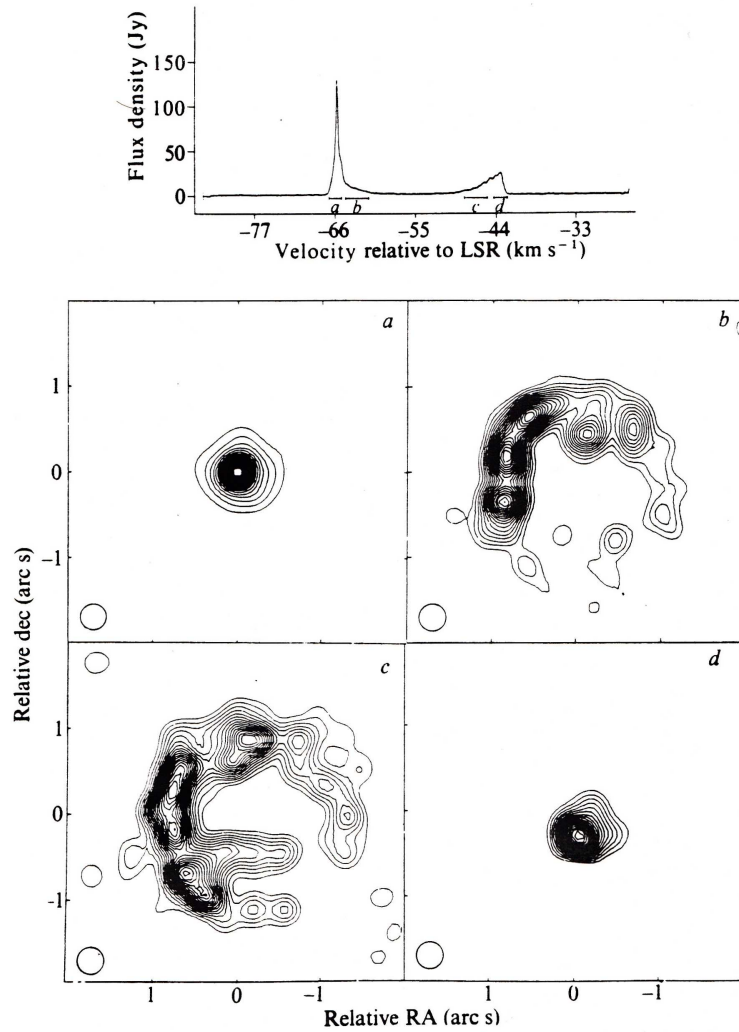 Flux density (Jy)
150
100
50
0
a b c d
-77 -66 -55 -44 -33
Velocity relative to LSR (km s⁻¹)
a b
1
0
-1
Relative dec (arc s)
c d
1
0
-1
1 0 -1 1 0 -1
Relative RA (arc s)